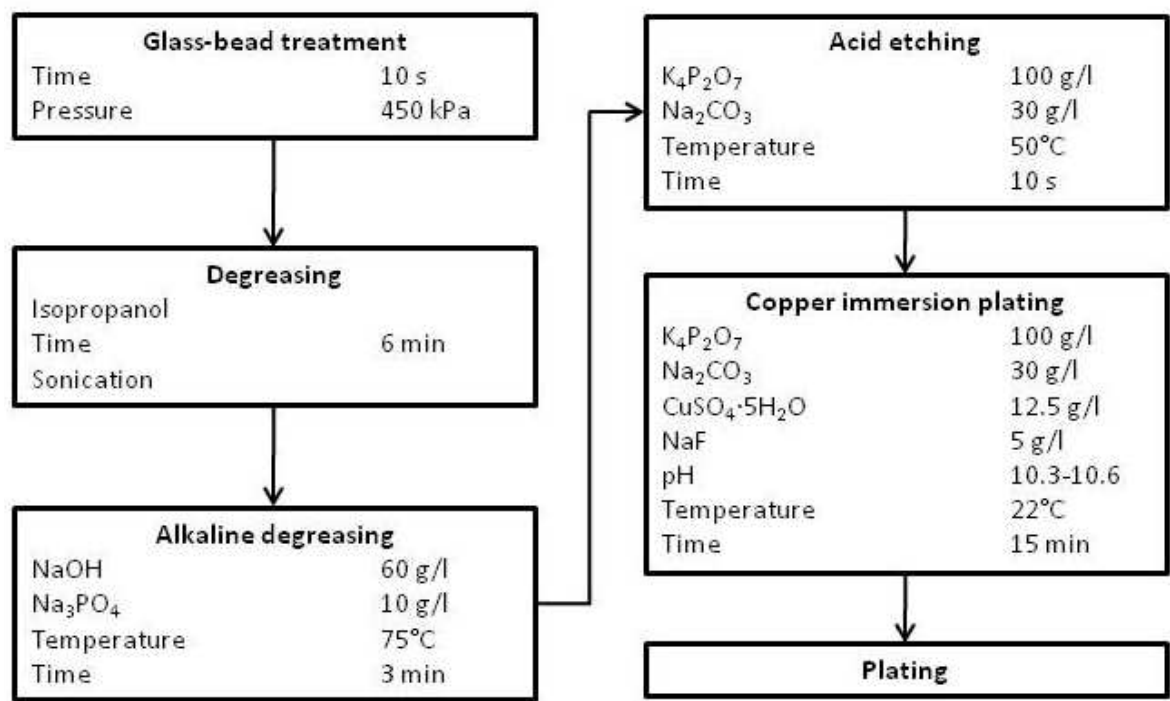 Glass-bead treatment
Time 10 s
Pressure 450 kPa
Degreasing
Isopropanol
Time 6 min
Sonication
Alkaline degreasing
NaOH 60 g/l
Na₃PO₄ 10 g/l
Temperature 75°C
Time 3 min
Acid etching
K₄P₂O₇ 100 g/l
Na₂CO₃ 30 g/l
Temperature 50°C
Time 10 s
Copper immersion plating
K₄P₂O₇ 100 g/l
Na₂CO₃ 30 g/l
CuSO₄·5H₂O 12.5 g/l
NaF 5 g/l
pH 10.3-10.6
Temperature 22°C
Time 15 min
Plating